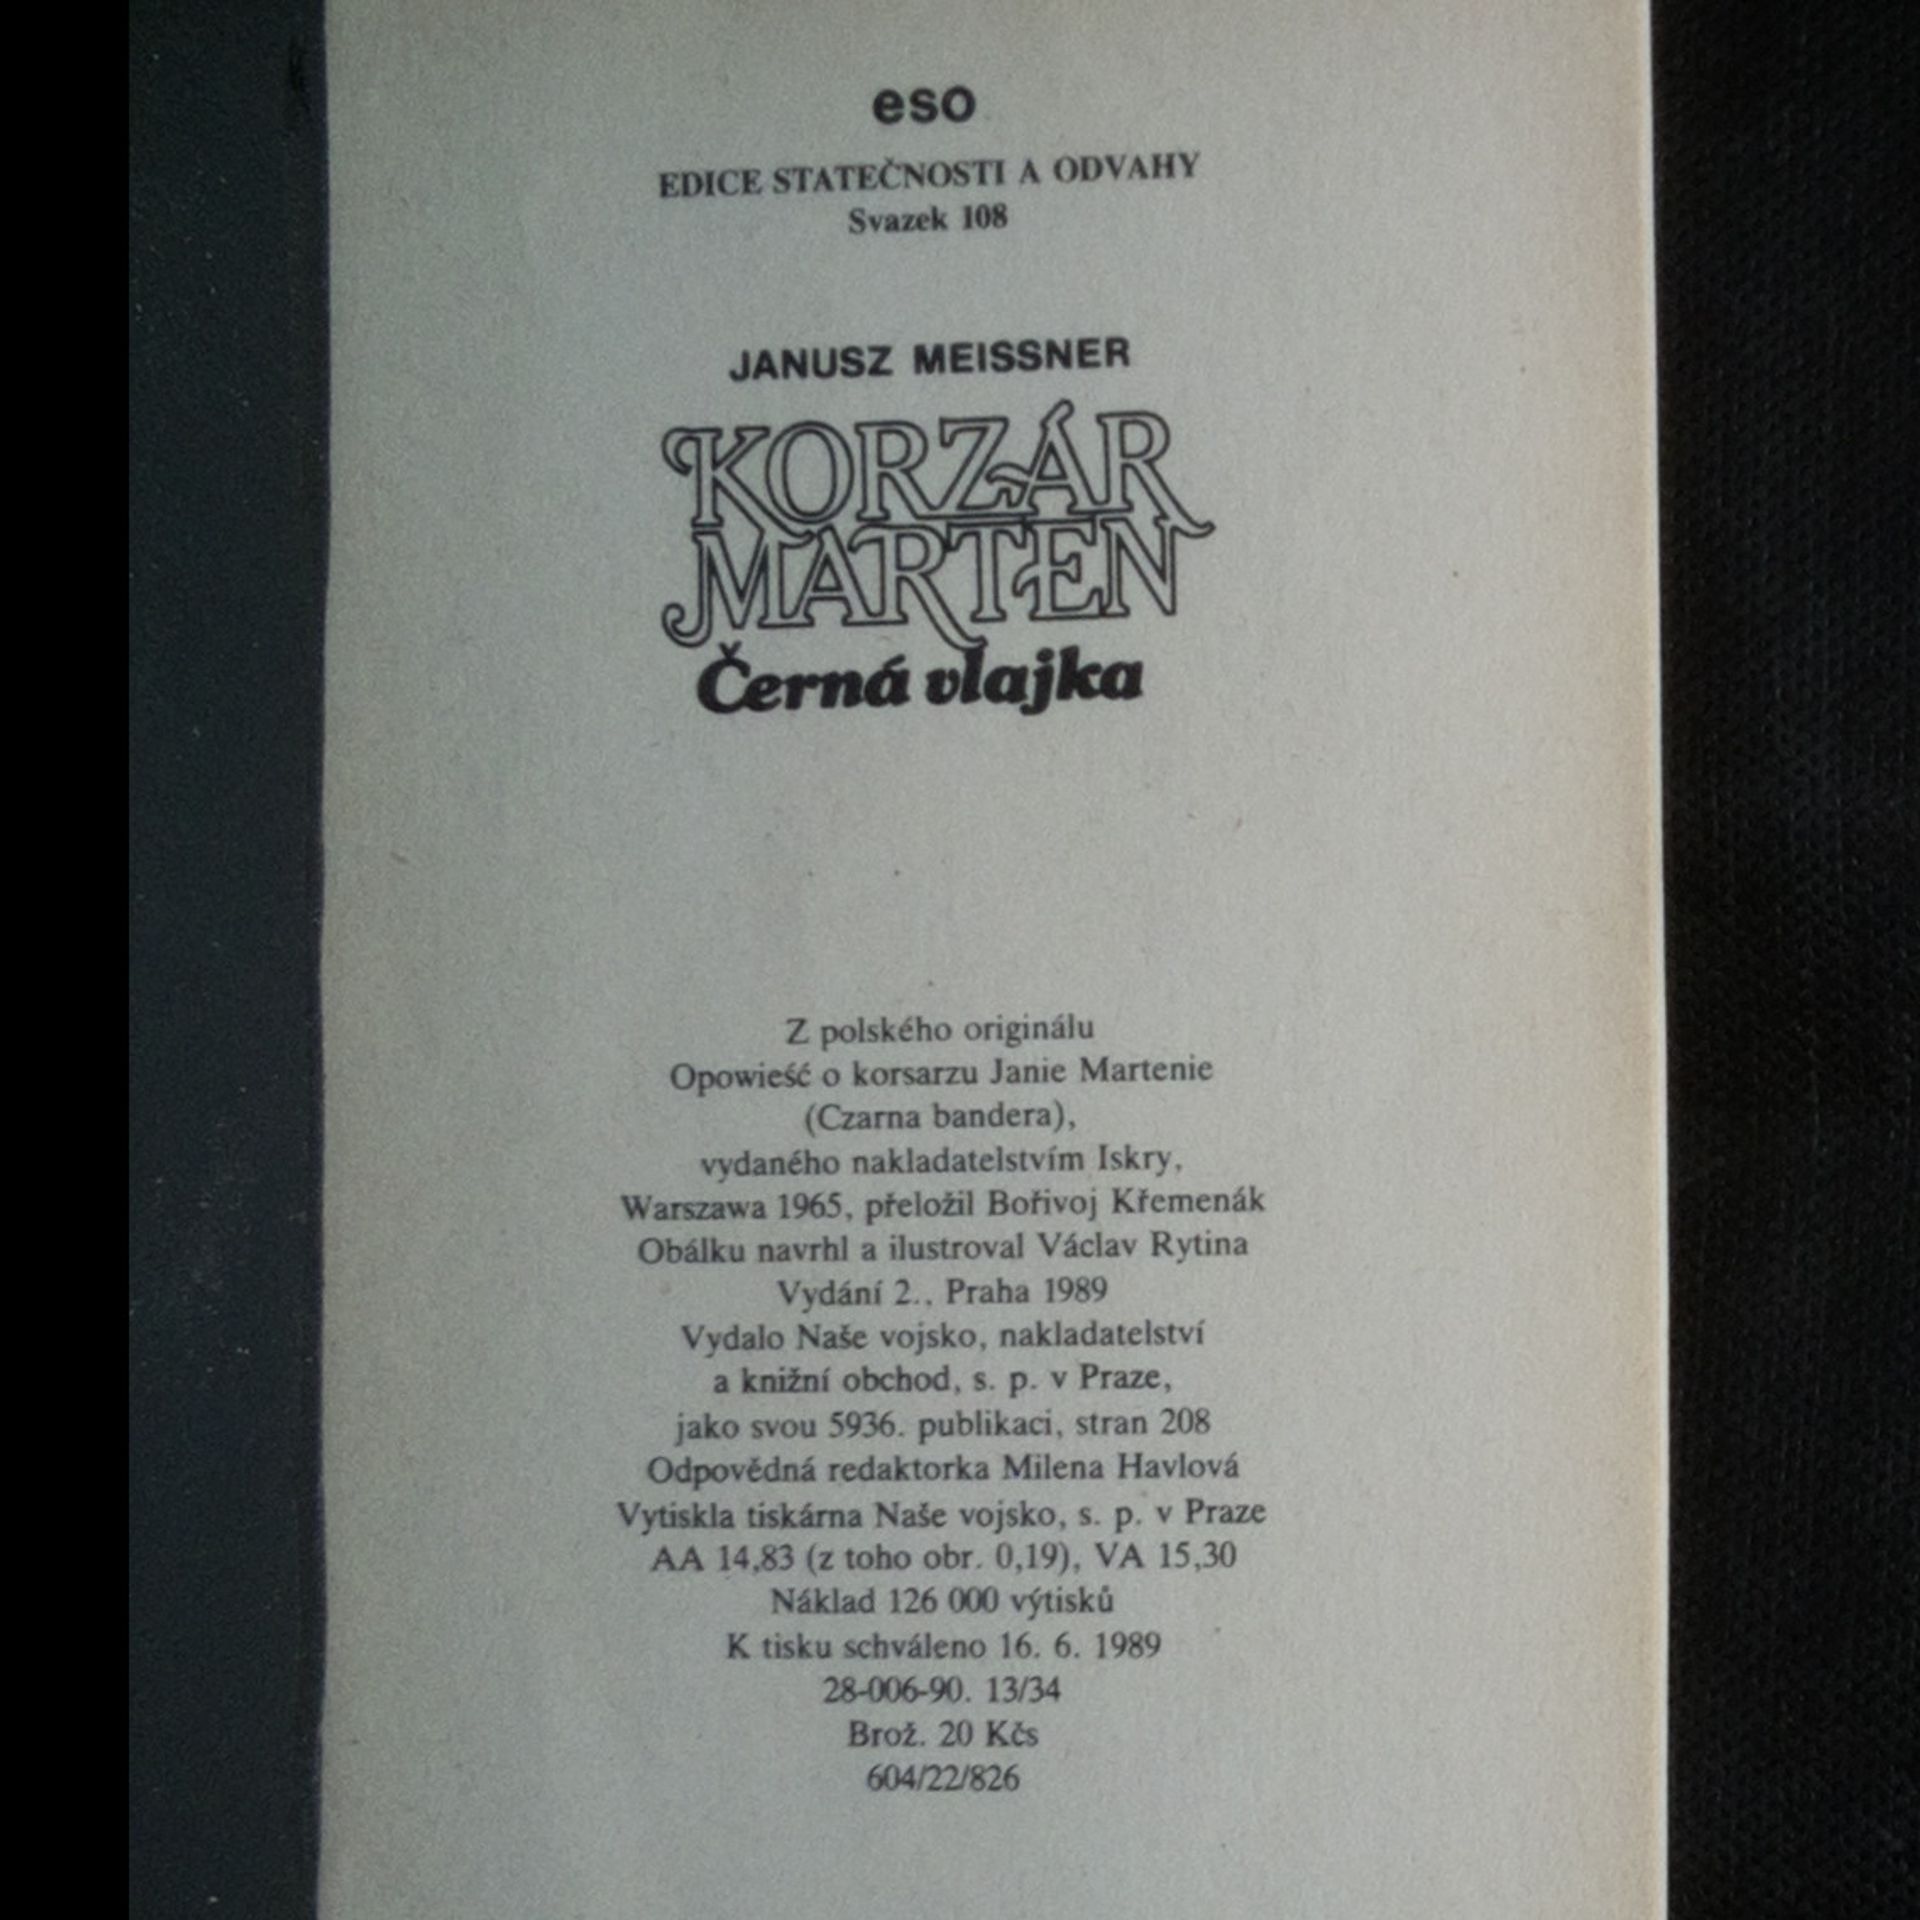 eso
EDICE STATEČNOSTI A ODVAHY
Svazek 108
JANUSZ MEISSNER
KORZÁR
MARTEN
Černá vlajka
Z polského originálu
Opowieść o korsarzu Janie Martenie
(Czarna bandera),
vydaného nakladatelstvím Iskry,
Warszawa 1965, přeložil Bořivoj Křemenák
Obálku navrhl a ilustroval Václav Rytina
Vydání 2., Praha 1989
Vydalo Naše vojsko, nakladatelství
a knižní obchod, s. p. v Praze,
jako svou 5936. publikaci, stran 208
Odpovědná redaktorka Milena Havlová
Vytiskla tiskárna Naše vojsko, s. p. v Praze
AA 14,83 (z toho obr. 0,19), VA 15,30
Náklad 126 000 výtisků
K tisku schváleno 16. 6. 1989
28-006-90. 13/34
Brož. 20 Kčs
604/22/826